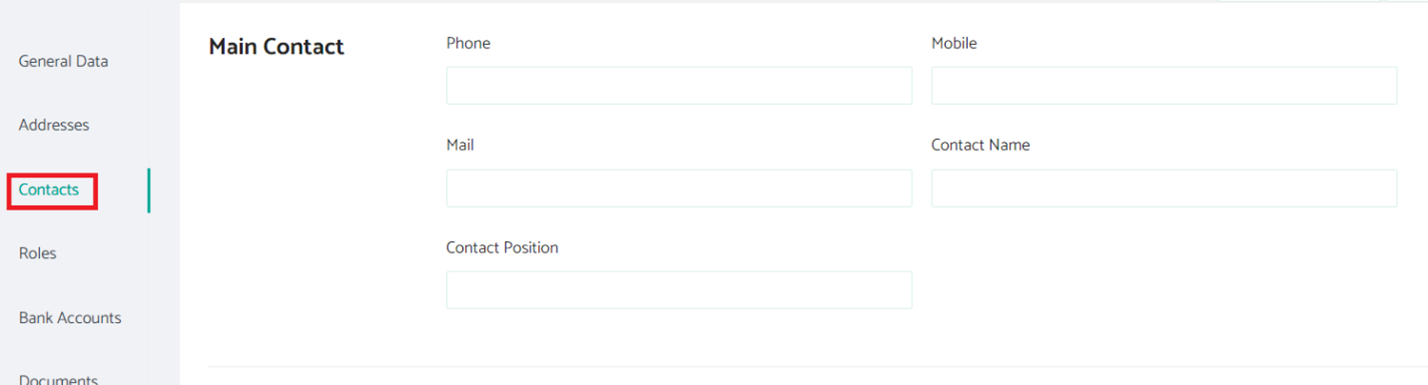 General Data
Addresses
Contacts
Roles
Bank Accounts
Documents
Main Contact
Phone
Mobile
Mail
Contact Name
Contact Position